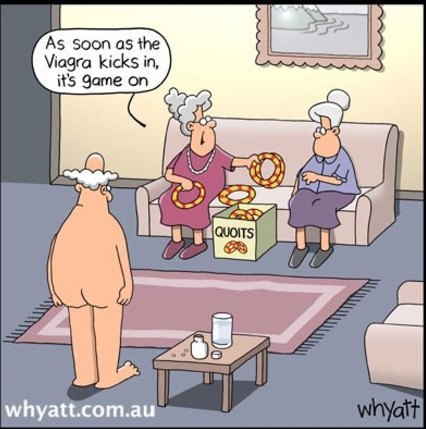 As soon as the
Viagra kicks in,
it's game on
QUOITS
whyatt.com.au
whyatt